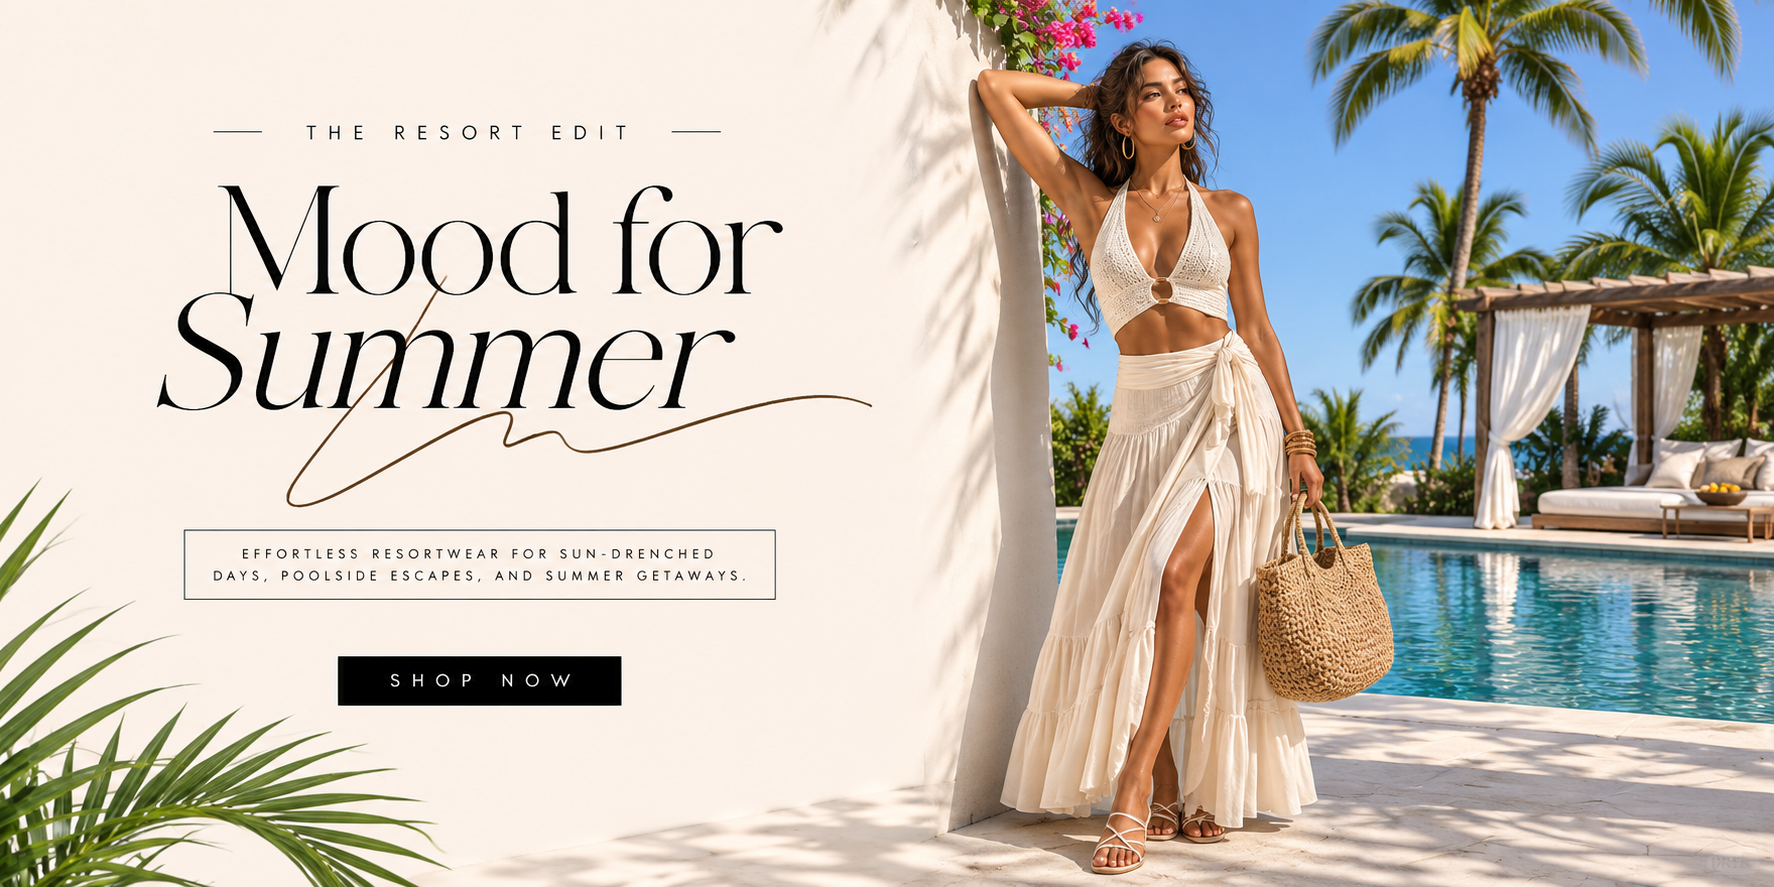 THE RESORT EDIT
Mood for
Summer
EFFORTLESS RESORTWEAR FOR SUN-DRENCHED
DAYS, POOLSIDE ESCAPES, AND SUMMER GETAWAYS.
SHOP NOW